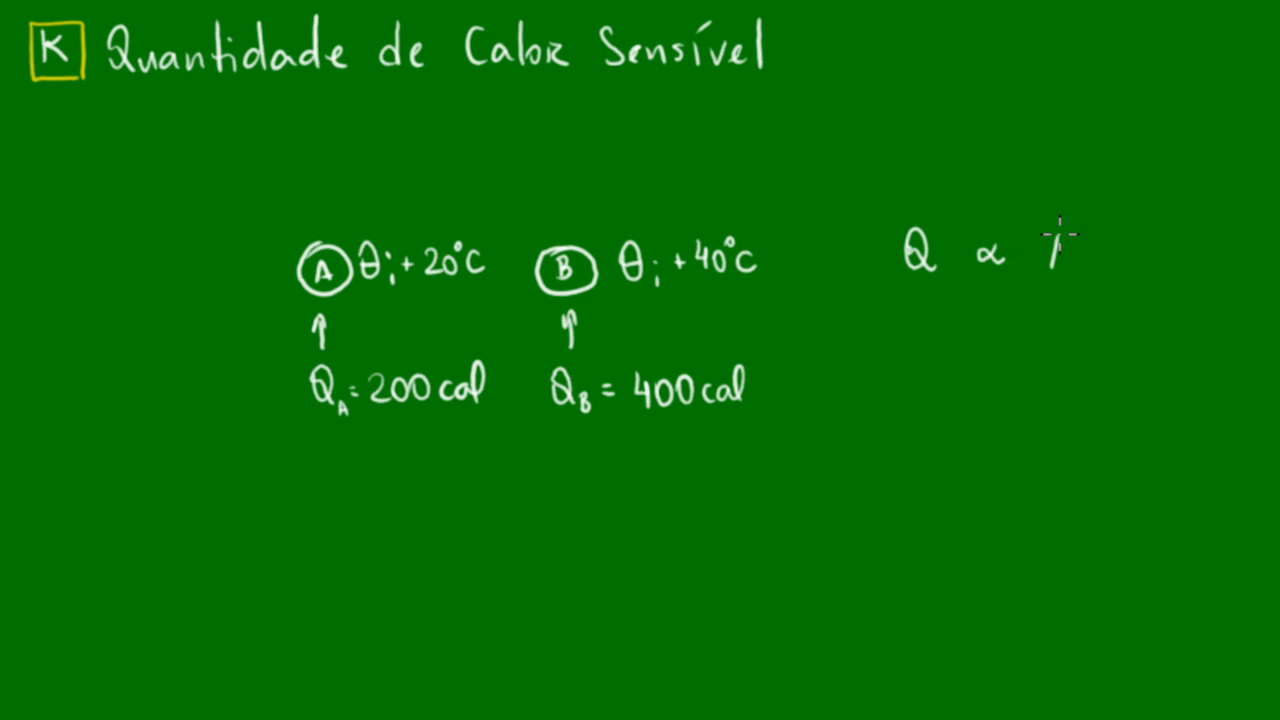 K Quantidade de Calor Sensível
A θi + 20°C B θi + 40°C Q ∝
↑ ↑
QA = 200 cal QB = 400 cal